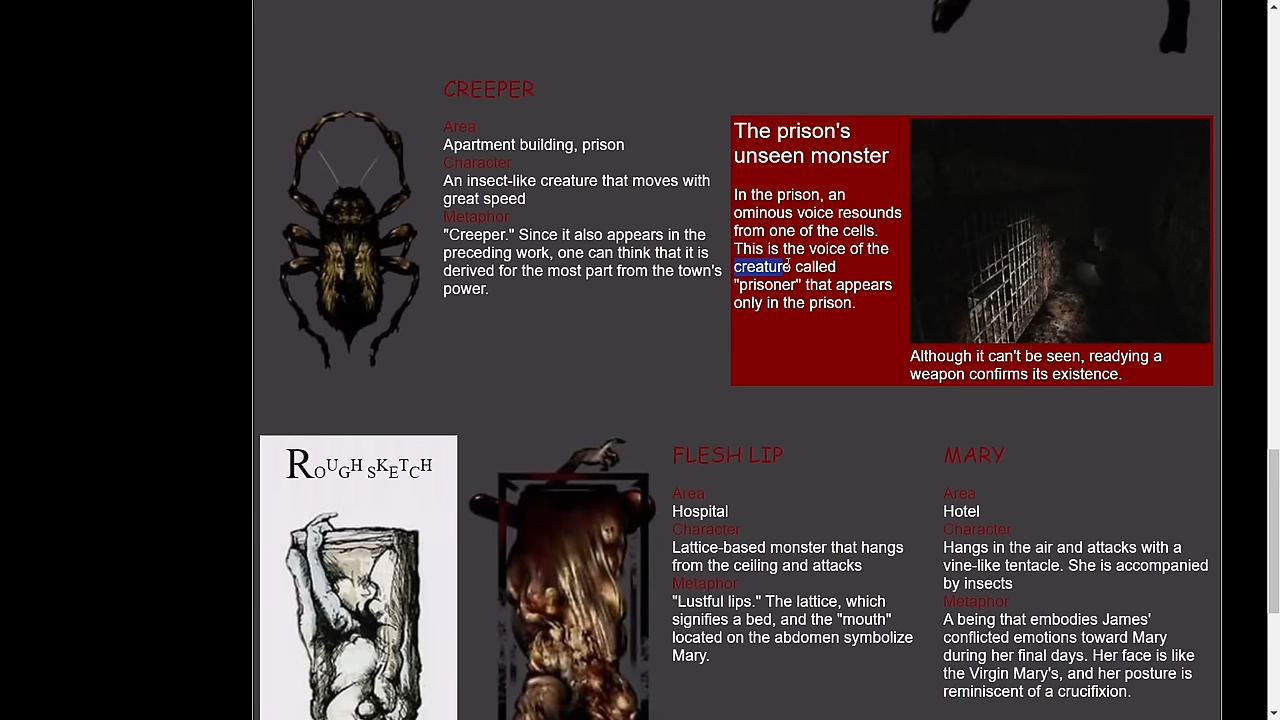 CREEPER
Area
Apartment building, prison
Character
An insect-like creature that moves with
great speed
Metaphor
"Creeper." Since it also appears in the
preceding work, one can think that it is
derived for the most part from the town's
power.
The prison's
unseen monster
In the prison, an
ominous voice resounds
from one of the cells.
This is the voice of the
creature called
"prisoner" that appears
only in the prison.
Although it can't be seen, readying a
weapon confirms its existence.
ROUGH SKETCH
FLESH LIP
Area
Hospital
Character
Lattice-based monster that hangs
from the ceiling and attacks
Metaphor
"Lustful lips." The lattice, which
signifies a bed, and the "mouth"
located on the abdomen symbolize
Mary.
MARY
Area
Hotel
Character
Hangs in the air and attacks with a
vine-like tentacle. She is accompanied
by insects
Metaphor
A being that embodies James'
conflicted emotions toward Mary
during her final days. Her face is like
the Virgin Mary's, and her posture is
reminiscent of a crucifixion.